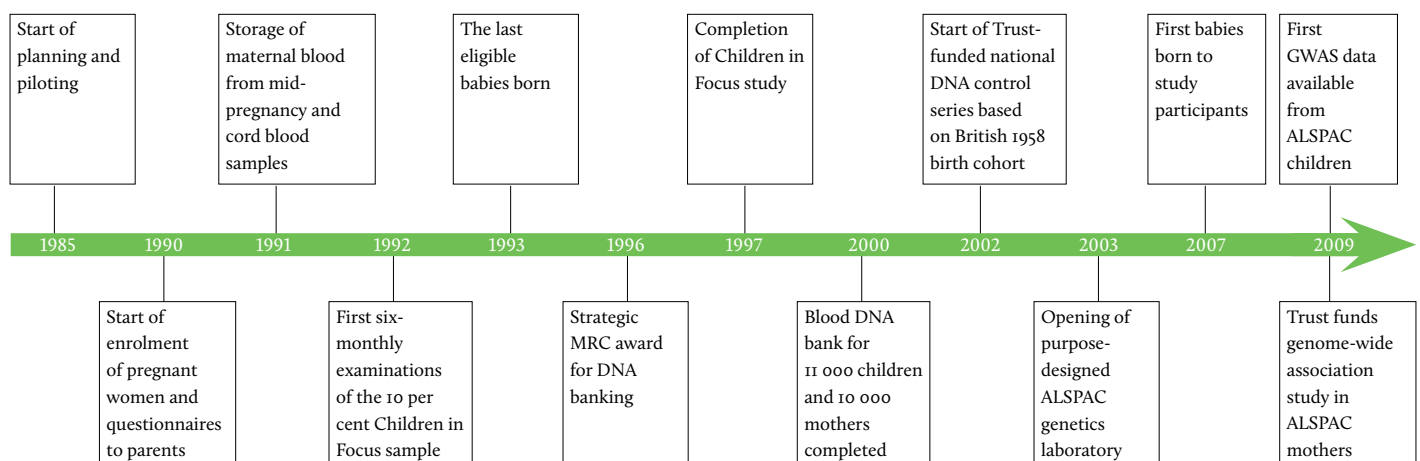 Start of
planning and
piloting
Storage of
maternal blood
from mid-
pregnancy and
cord blood
samples
The last
eligible
babies born
Completion
of Children in
Focus study
Start of Trust-
funded national
DNA control
series based
on British 1958
birth cohort
First babies
born to
study
participants
First
GWAS data
available
from
ALSPAC
children
1985 1990 1991 1992 1993 1996 1997 2000 2002 2003 2007 2009
Start of
enrolment
of pregnant
women and
questionnaires
to parents
First six-
monthly
examinations
of the 10 per
cent Children in
Focus sample
Strategic
MRC award
for DNA
banking
Blood DNA
bank for
11 000 children
and 10 000
mothers
completed
Opening of
purpose-
designed
ALSPAC
genetics
laboratory
Trust funds
genome-wide
association
study in
ALSPAC
mothers